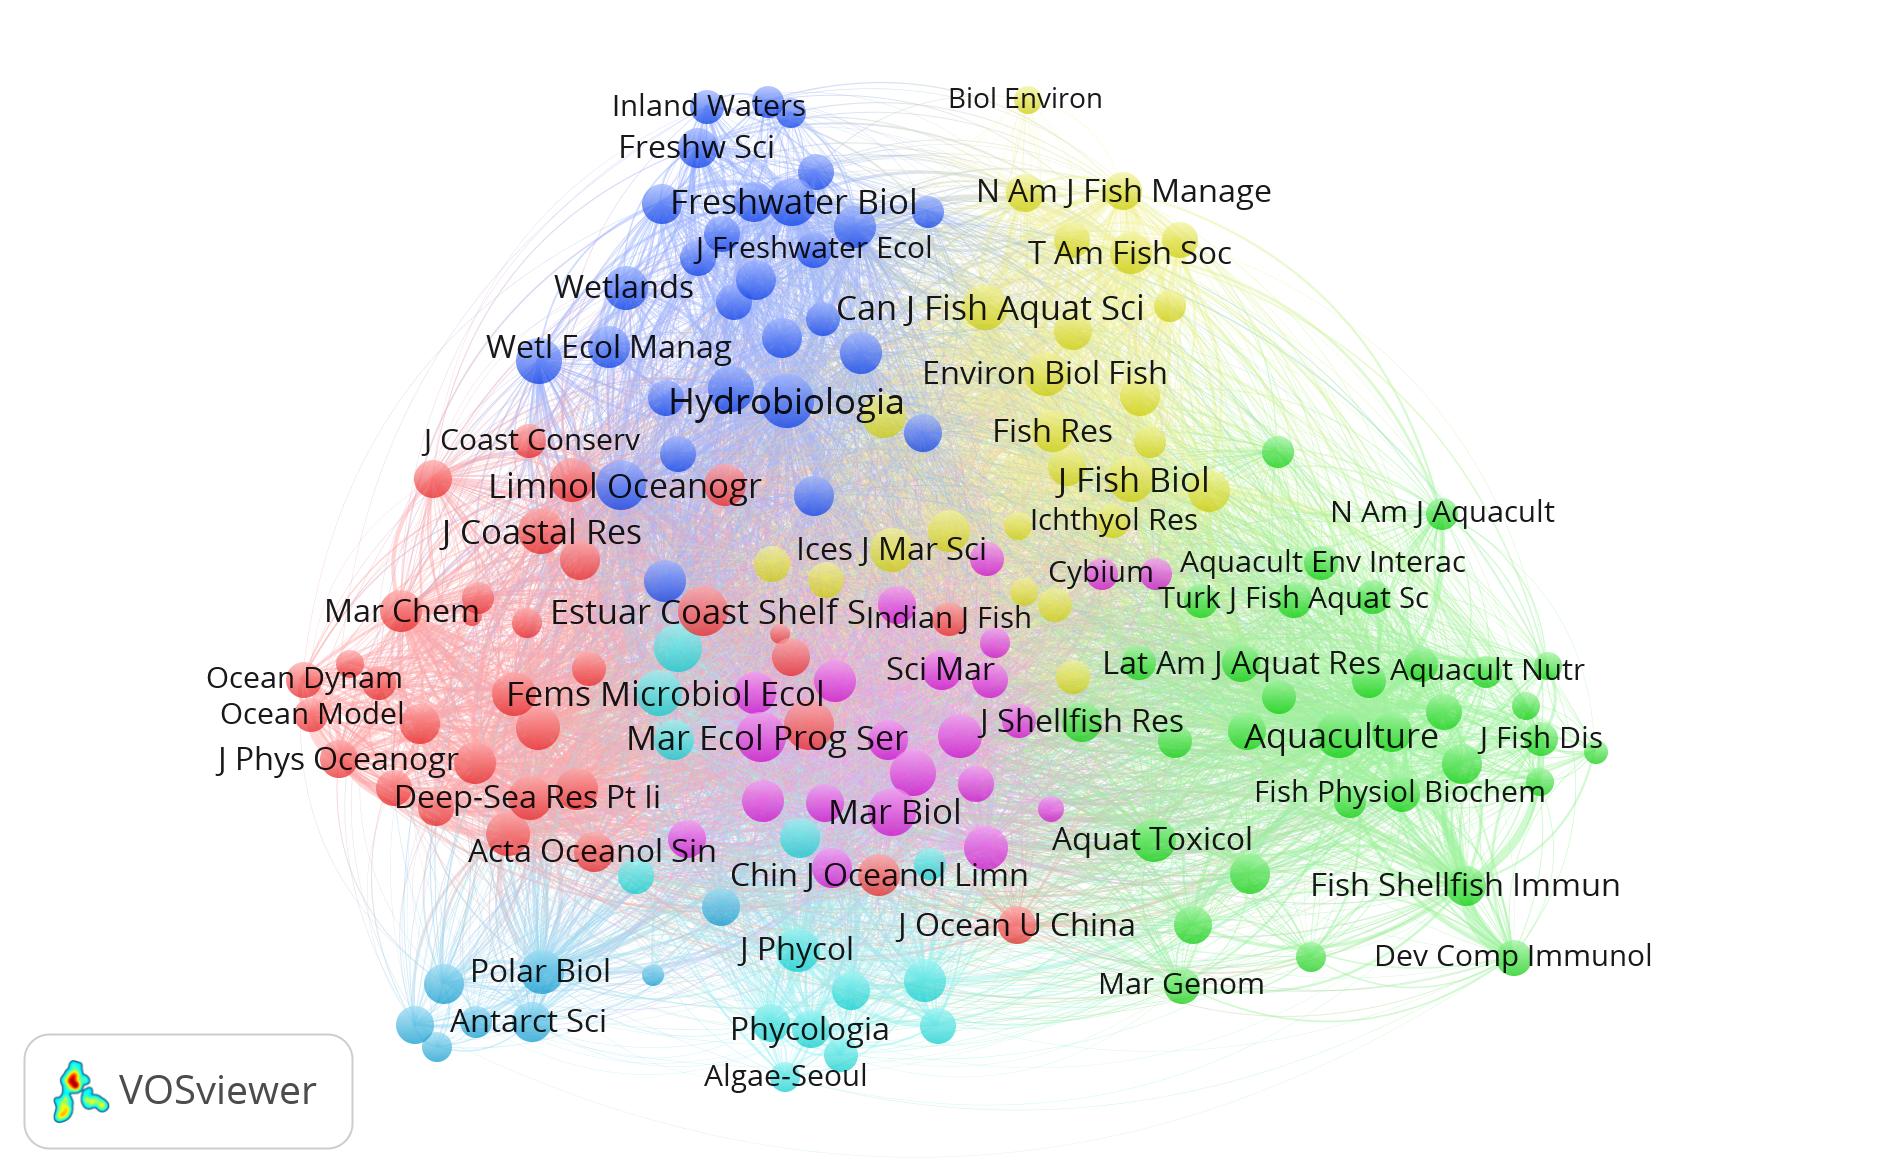 Inland Waters
Biol Environ
Freshw Sci
N Am J Fish Manage
Freshwater Biol
J Freshwater Ecol
T Am Fish Soc
Wetlands
Can J Fish Aquat Sci
Wetl Ecol Manag
Environ Biol Fish
Hydrobiologia
Fish Res
J Coast Conserv
J Fish Biol
Limnol Oceanogr
N Am J Aquacult
Ichthyol Res
J Coastal Res
Ices J Mar Sci
Aquacult Env Interac
Cybium
Turk J Fish Aquat Sc
Mar Chem
Estuar Coast Shelf S
Indian J Fish
Lat Am J Aquat Res
Sci Mar
Aquacult Nutr
Ocean Dynam
Fems Microbiol Ecol
Ocean Model
J Shellfish Res
Mar Ecol Prog Ser
Aquaculture
J Fish Dis
J Phys Oceanogr
Fish Physiol Biochem
Deep-Sea Res Pt Ii
Mar Biol
Aquat Toxicol
Acta Oceanol Sin
Chin J Oceanol Limn
Fish Shellfish Immun
J Ocean U China
J Phycol
Dev Comp Immunol
Polar Biol
Mar Genom
Antarct Sci
Phycologia
Algae-Seoul
VOSviewer